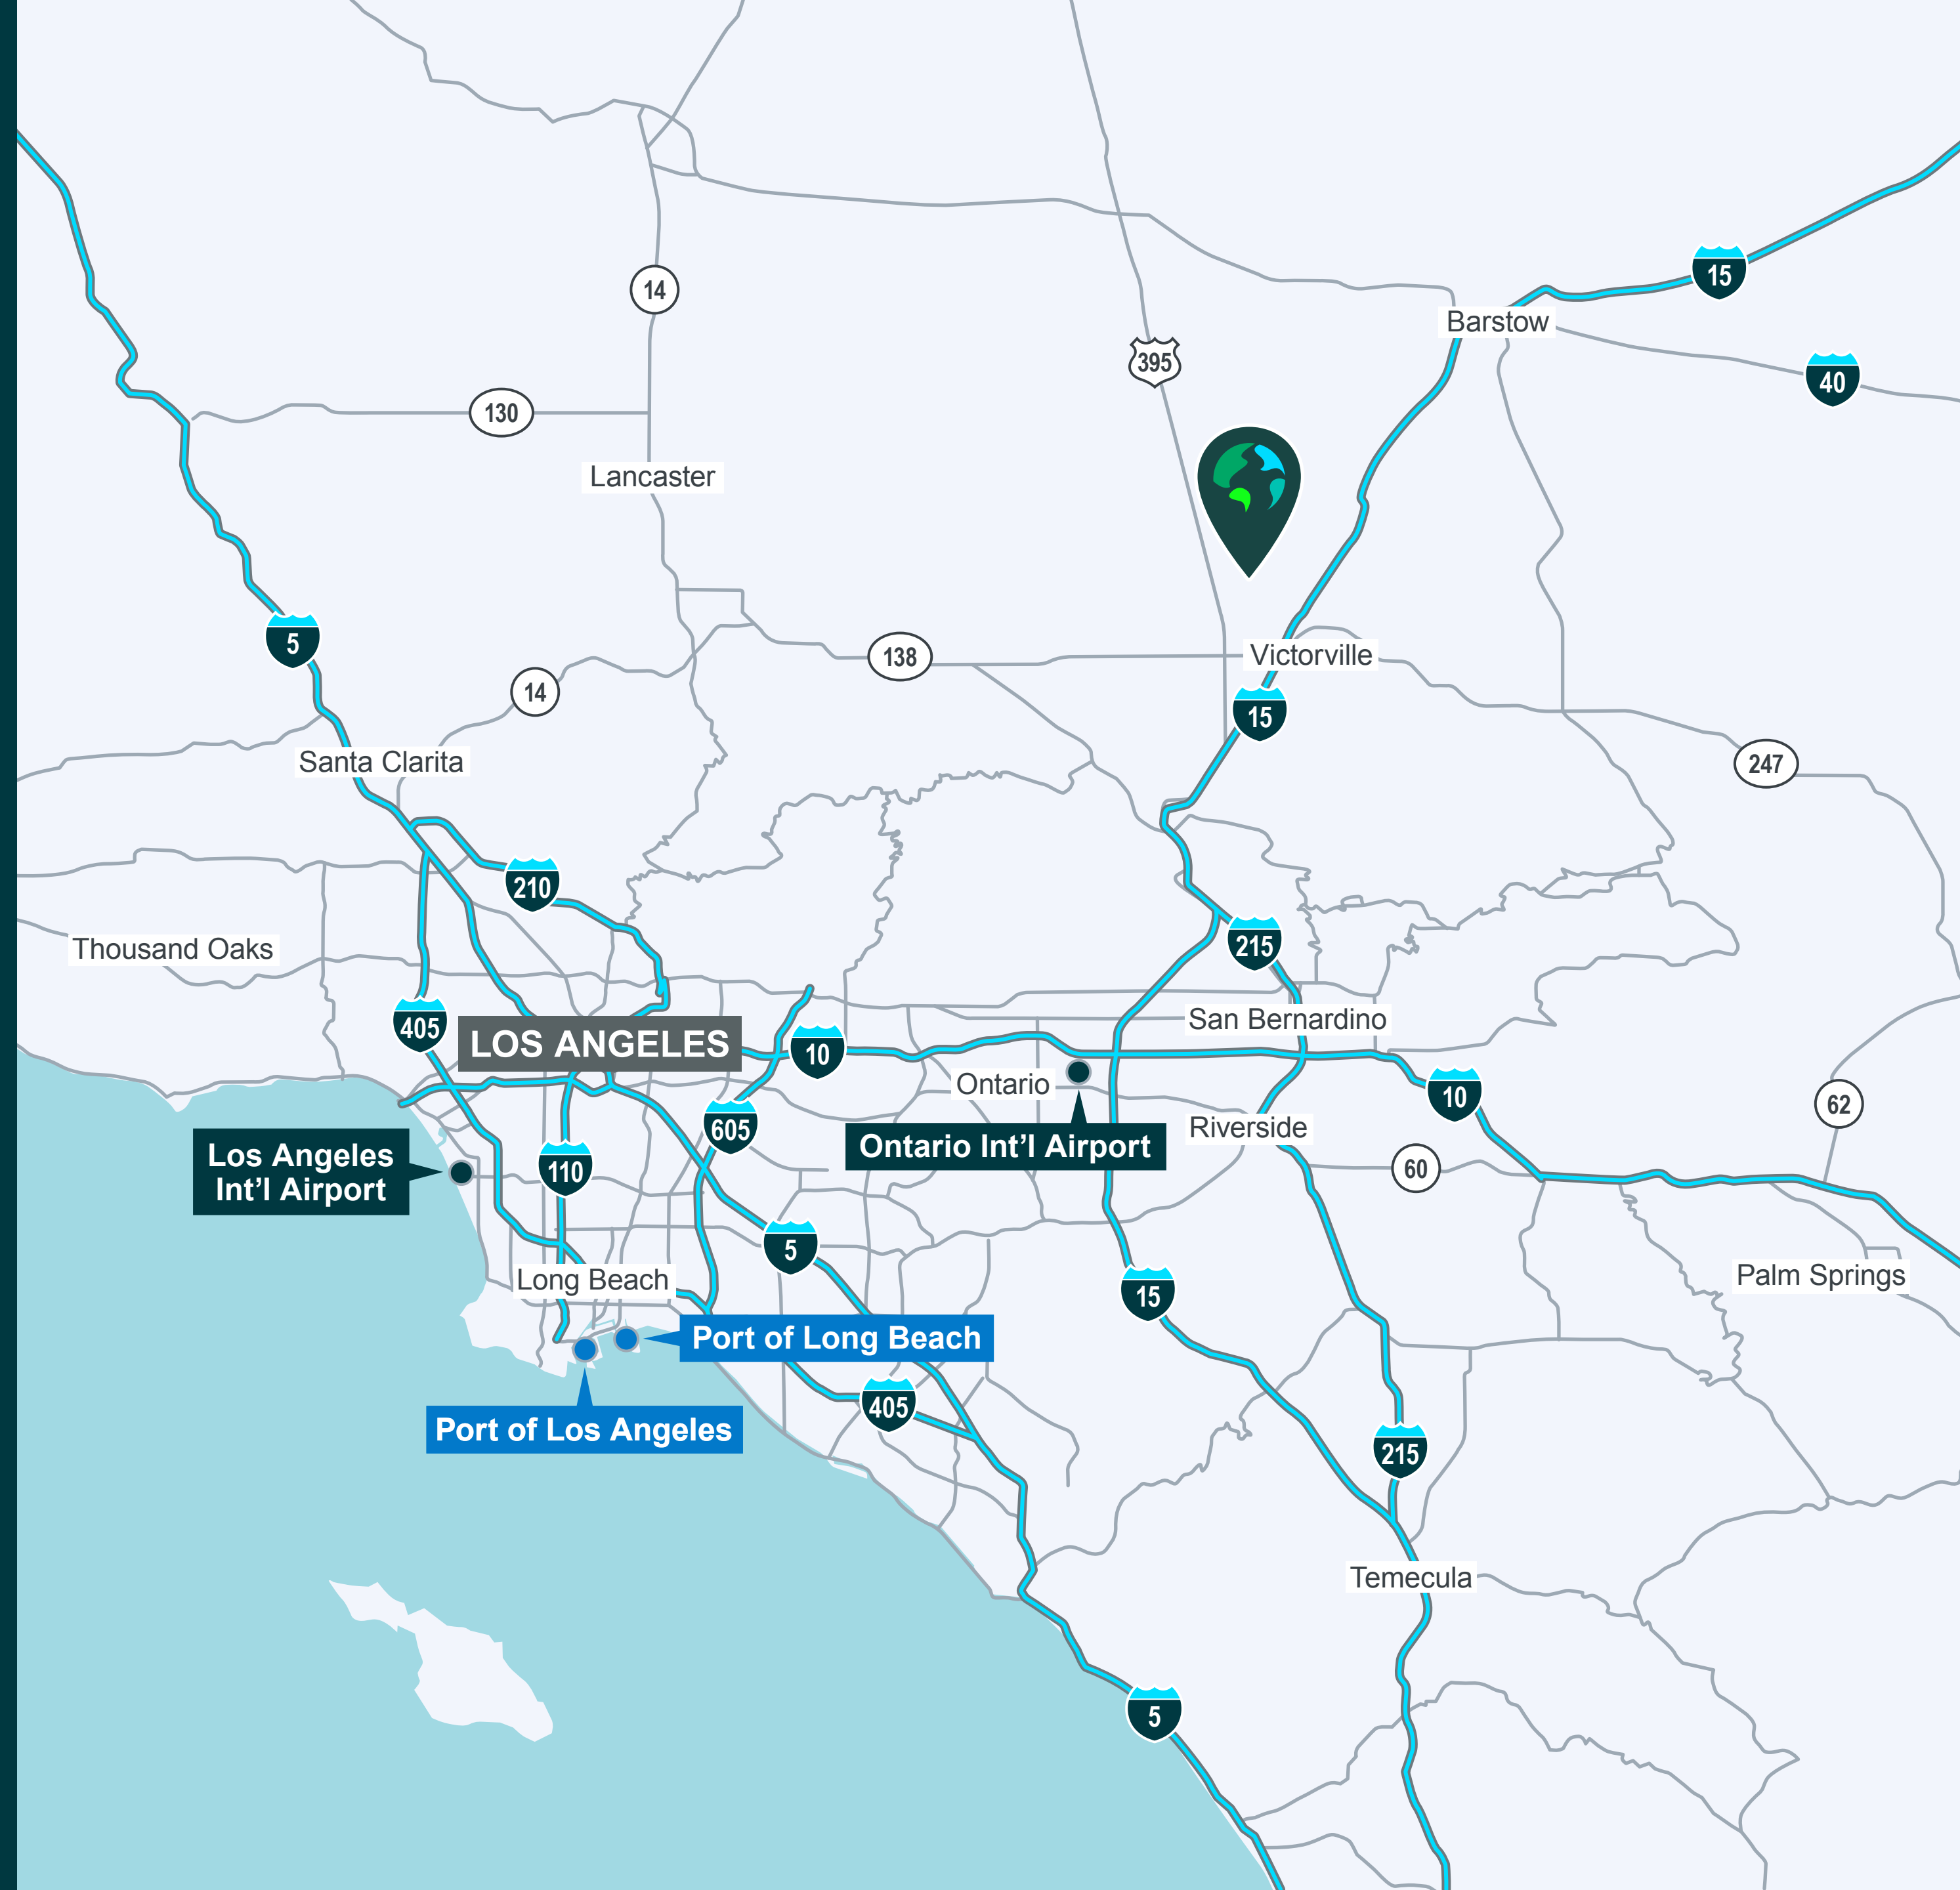 15
Barstow
14
395
40
130
Lancaster
5
138
Victorville
14
15
Santa Clarita
247
210
Thousand Oaks
215
405
San Bernardino
LOS ANGELES
10
Ontario
10
62
605
Riverside
Los Angeles
Int’l Airport
110
Ontario Int’l Airport
60
5
Long Beach
15
Palm Springs
Port of Long Beach
405
Port of Los Angeles
215
Temecula
5